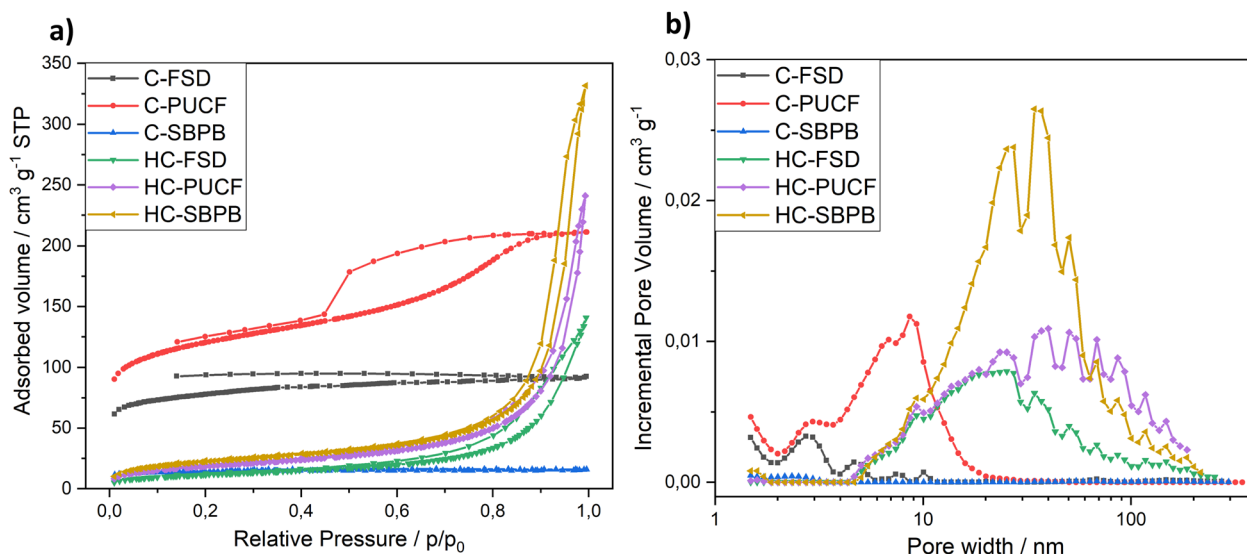 a)
350
300
250
200
150
100
50
0
Adsorbed volume / cm³ g⁻¹ STP
C-FSD
C-PUCF
C-SBPB
HC-FSD
HC-PUCF
HC-SBPB
0,0
0,2
0,4
0,6
0,8
1,0
Relative Pressure / p/p₀
b)
0,03
0,02
0,01
0,00
Incremental Pore Volume / cm³ g⁻¹
C-FSD
C-PUCF
C-SBPB
HC-FSD
HC-PUCF
HC-SBPB
1
10
100
Pore width / nm